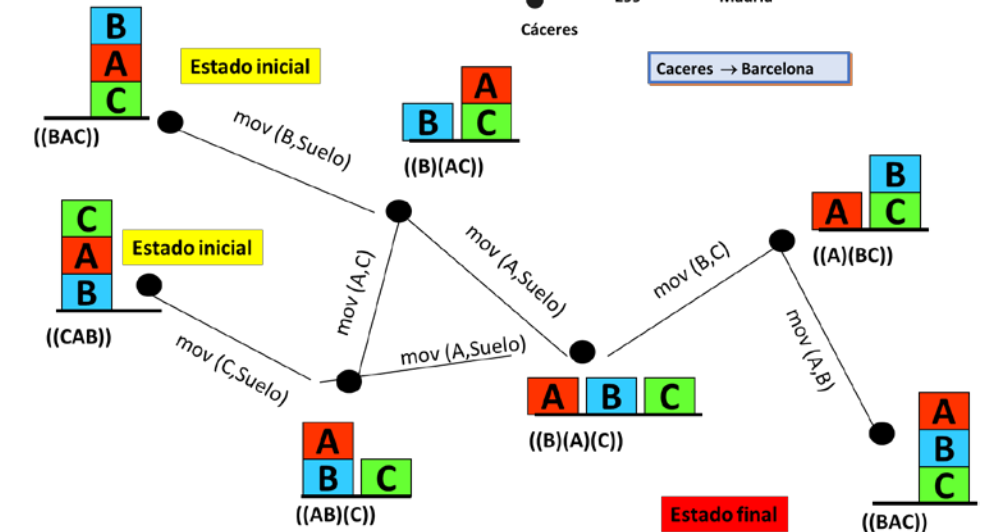 Cáceres
Caceres → Barcelona
B
A
C
((BAC))
Estado inicial
mov (B,Suelo)
A
B C
((B)(AC))
C
A
B
((CAB))
Estado inicial
mov (C,Suelo)
mov (A,C)
mov (A,Suelo)
mov (A,Suelo)
A
B C
((AB)(C))
A B C
((B)(A)(C))
mov (B,C)
B
A C
((A)(BC))
mov (A,B)
A
B
C
((BAC))
Estado final